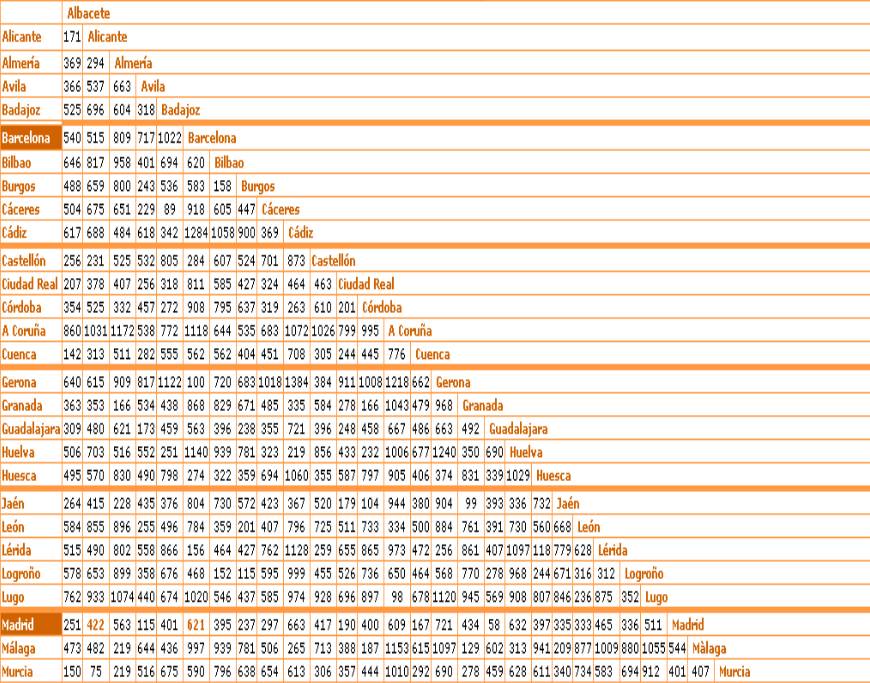 Albacete
Alicante 171 Alicante
Almería 369 294 Almería
Avila 366 537 663 Avila
Badajoz 525 696 604 318 Badajoz
Barcelona 540 515 809 717 1022 Barcelona
Bilbao 646 817 958 401 694 620 Bilbao
Burgos 488 659 800 243 536 583 158 Burgos
Cáceres 504 675 651 229 89 918 605 447 Cáceres
Cádiz 617 688 484 618 342 1284 1058 900 369 Cádiz
Castellón 256 231 525 532 805 284 607 524 701 873 Castellón
Ciudad Real 207 378 407 256 318 811 585 427 324 464 463 Ciudad Real
Córdoba 354 525 332 457 272 908 795 637 319 263 610 201 Córdoba
A Coruña 860 1031 1172 538 772 1118 644 535 683 1072 1026 799 995 A Coruña
Cuenca 142 313 511 282 555 562 562 404 451 708 305 244 445 776 Cuenca
Gerona 640 615 909 817 1122 100 720 683 1018 1384 384 911 1008 1218 662 Gerona
Granada 363 353 166 534 438 868 829 671 485 335 584 278 166 1043 479 968 Granada
Guadalajara 309 480 621 173 459 563 396 238 355 721 396 248 458 667 486 663 492 Guadalajara
Huelva 506 703 516 552 251 1140 939 781 323 219 856 433 232 1006 677 1240 350 690 Huelva
Huesca 495 570 830 490 798 274 322 359 694 1060 355 587 797 905 406 374 831 339 1029 Huesca
Jaén 264 415 228 435 376 804 730 572 423 367 520 179 104 944 380 904 99 393 336 732 Jaén
León 584 855 896 255 496 784 359 201 407 796 725 511 733 334 500 884 761 391 730 560 668 León
Lérida 515 490 802 558 866 156 464 427 762 1128 259 655 865 973 472 256 861 407 1097 118 779 628 Lérida
Logroño 578 653 899 358 676 468 152 115 595 999 455 526 736 650 464 568 770 278 968 244 671 316 312 Logroño
Lugo 762 933 1074 440 674 1020 546 437 585 974 928 696 897 98 678 1120 945 569 908 807 846 236 875 352 Lugo
Madrid 251 422 563 115 401 621 395 237 297 663 417 190 400 609 167 721 434 58 632 397 335 333 465 336 511 Madrid
Málaga 473 482 219 644 436 997 939 781 506 265 713 388 187 1153 615 1097 129 602 313 941 209 877 1009 880 1055 544 Màlaga
Murcia 150 75 219 516 675 590 796 638 654 613 306 357 444 1010 292 690 278 459 628 611 340 734 583 694 912 401 407 Murcia